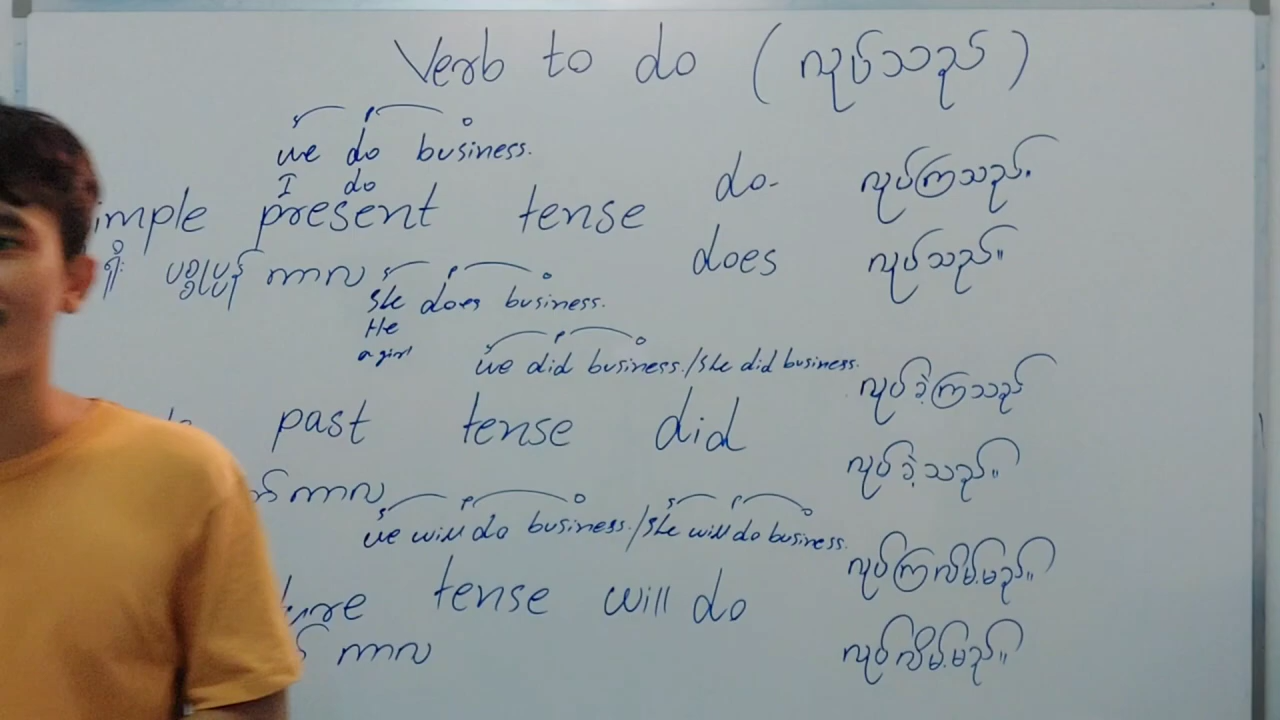 Verb to do (လုပ်သည်)
s p o
we do business.
I do
imple present tense do- လုပ်ကြသည်.
ရိုး ပစ္စုပ္ပန် ကာလ does လုပ်သည်။
s p o
She does business.
He
a girl
s p o
we did business./She did business.
လုပ်ခဲ့ကြသည်
past tense did
လုပ်ခဲ့သည်။
ကာလ
s p o s p o
we will do business./She will do business.
လုပ်ကြလိမ့်မည်။
ture tense will do
ကာလ လုပ်လိမ့်မည်။